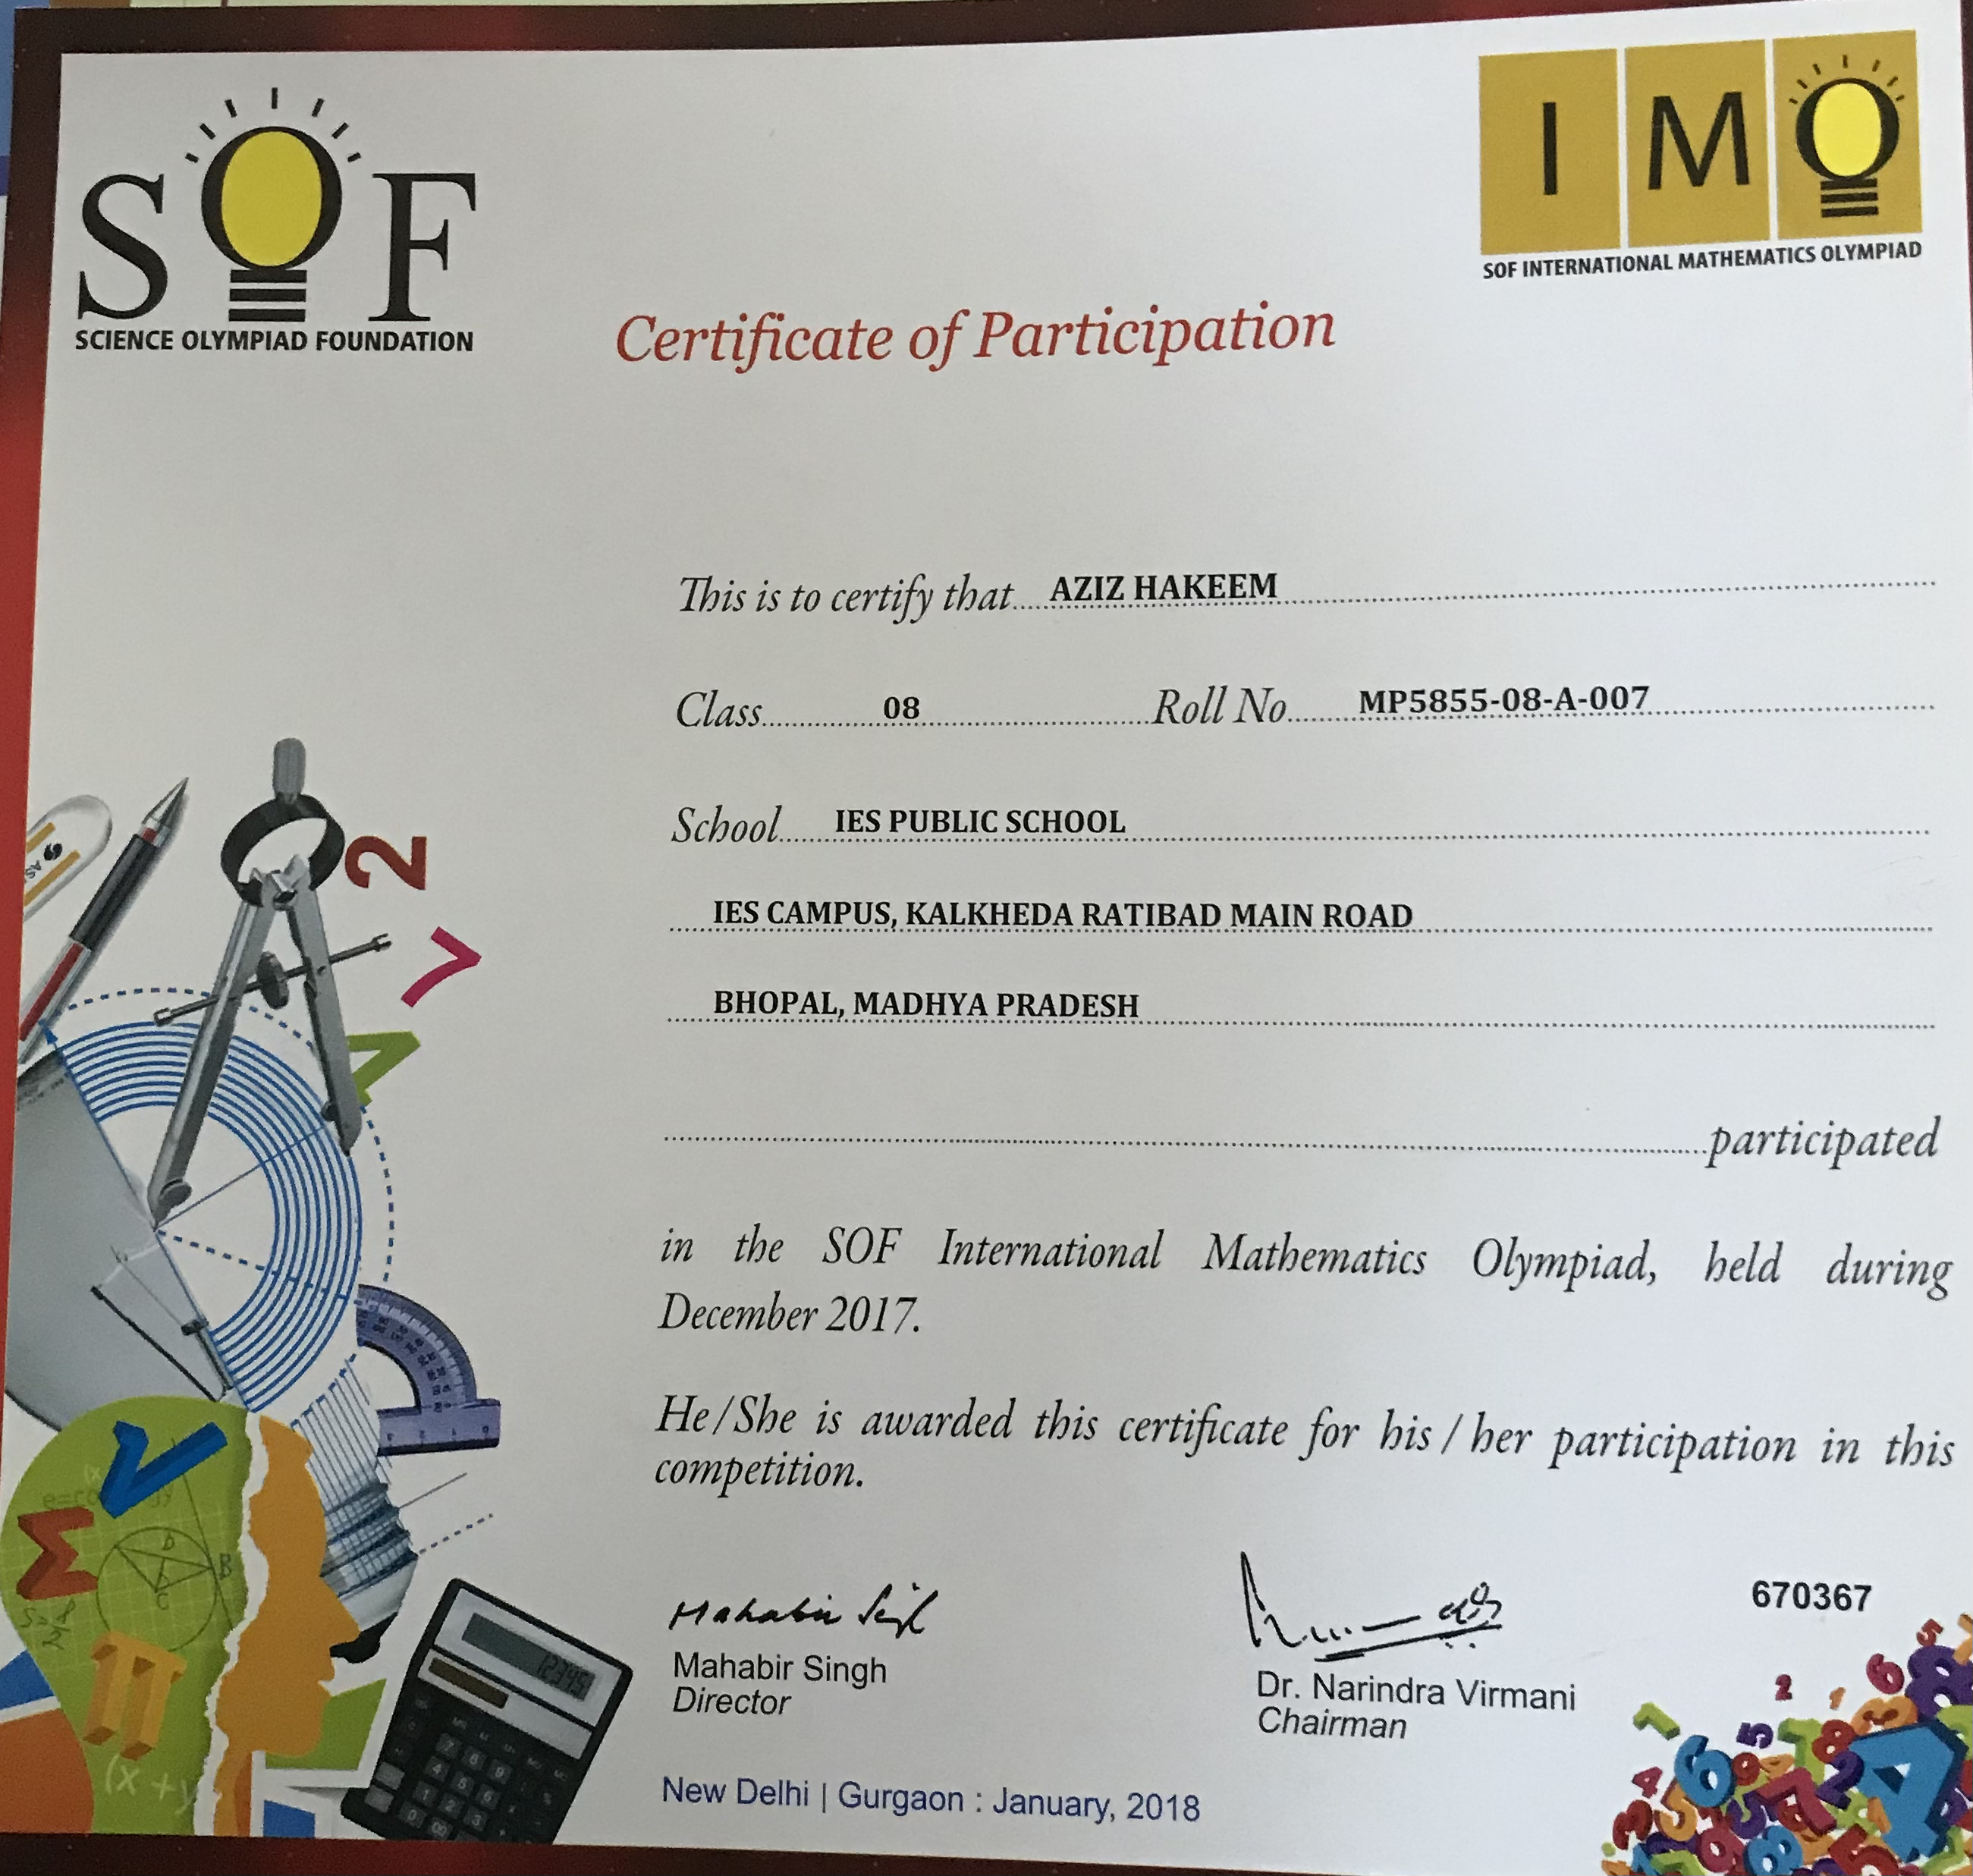 SOF
SCIENCE OLYMPIAD FOUNDATION
IMO
SOF INTERNATIONAL MATHEMATICS OLYMPIAD
Certificate of Participation
This is to certify that AZIZ HAKEEM
Class 08 Roll No MP5855-08-A-007
School IES PUBLIC SCHOOL
IES CAMPUS, KALKHEDA RATIBAD MAIN ROAD
BHOPAL, MADHYA PRADESH
participated
in the SOF International Mathematics Olympiad, held during
December 2017.
He/She is awarded this certificate for his / her participation in this
competition.
Mahabir Singh
670367
Mahabir Singh
Director
Dr. Narindra Virmani
Chairman
New Delhi | Gurgaon : January, 2018
12345